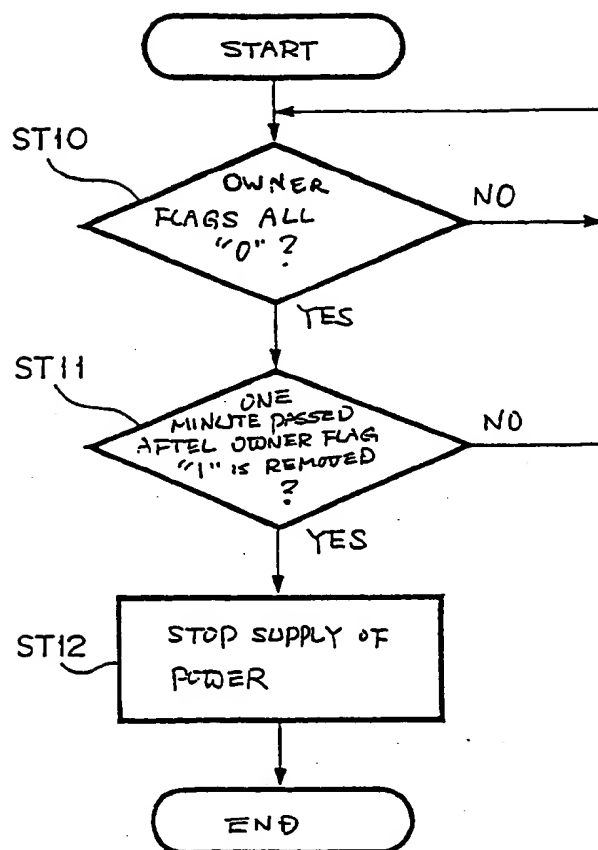 START
ST10
OWNER
FLAGS ALL
"0" ?
NO
YES
ST11
ONE
MINUTE PASSED
AFTEL OWNER FLAG
"1" IS REMOVED
?
NO
YES
ST12
STOP SUPPLY OF
POWER
END